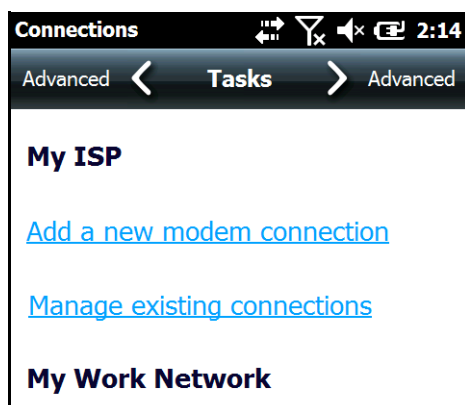 Connections 2:14
Advanced Tasks Advanced
My ISP
Add a new modem connection
Manage existing connections
My Work Network